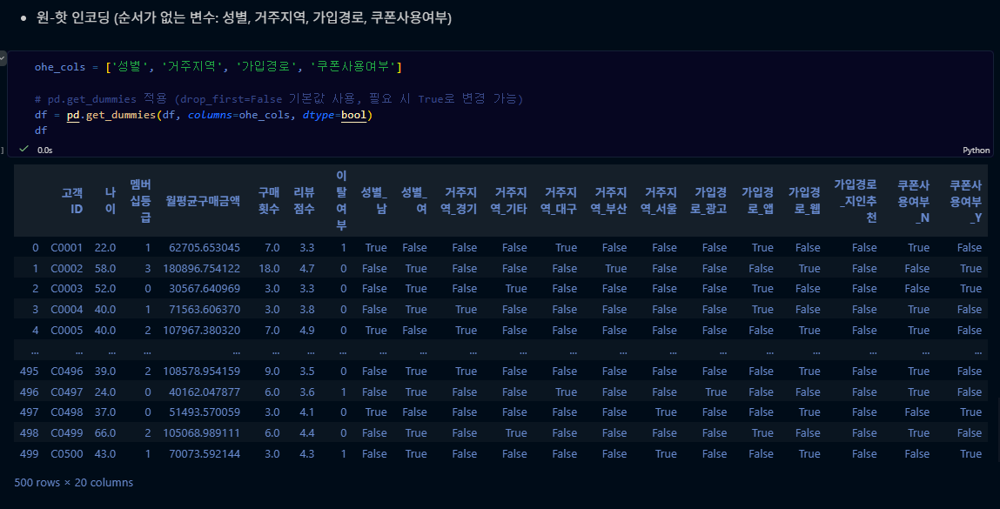 • 원-핫 인코딩 (순서가 없는 변수: 성별, 거주지역, 가입경로, 쿠폰사용여부)
ohe_cols = ['성별', '거주지역', '가입경로', '쿠폰사용여부']
# pd.get_dummies 적용 (drop_first=False 기본값 사용, 필요 시 True로 변경 가능)
df = pd.get_dummies(df, columns=ohe_cols, dtype=bool)
df
] ✓ 0.0s Python
고객ID 나이 멤버십등급 월평균구매금액 구매횟수 리뷰점수 이탈여부 성별_남 성별_여 거주지역_경기 거주지역_기타 거주지역_대구 거주지역_부산 거주지역_서울 가입경로_광고 가입경로_앱 가입경로_웹 가입경로_지인추천 쿠폰사용여부_N 쿠폰사용여부_Y
0 C0001 22.0 1 62705.653045 7.0 3.3 1 True False False False True False False False True False False True False
1 C0002 58.0 3 180896.754122 18.0 4.7 0 False True False False False True False False False True False False True
2 C0003 52.0 0 30567.640969 3.0 3.3 0 False True False True False False False False False True False False True
3 C0004 40.0 1 71563.606370 3.0 3.8 0 False True True False False False False False True False False True False
4 C0005 40.0 2 107967.380320 7.0 4.9 0 True False True False False False False False False True False True False
... ... ... ... ... ... ... ... ... ... ... ... ... ... ... ... ... ... ... ... ...
495 C0496 39.0 2 108578.954159 9.0 3.5 0 False True True False False False False False False True False True False
496 C0497 24.0 0 40162.047877 6.0 3.6 1 False True False False True False False True False False False True False
497 C0498 37.0 0 51493.570059 3.0 4.1 0 True False False False False False True False False True False False True
498 C0499 66.0 2 105068.989111 6.0 4.4 0 False True False True False False False False True False False True False
499 C0500 43.0 1 70073.592144 3.0 4.3 1 False True False False False False True False False True False False True
500 rows × 20 columns